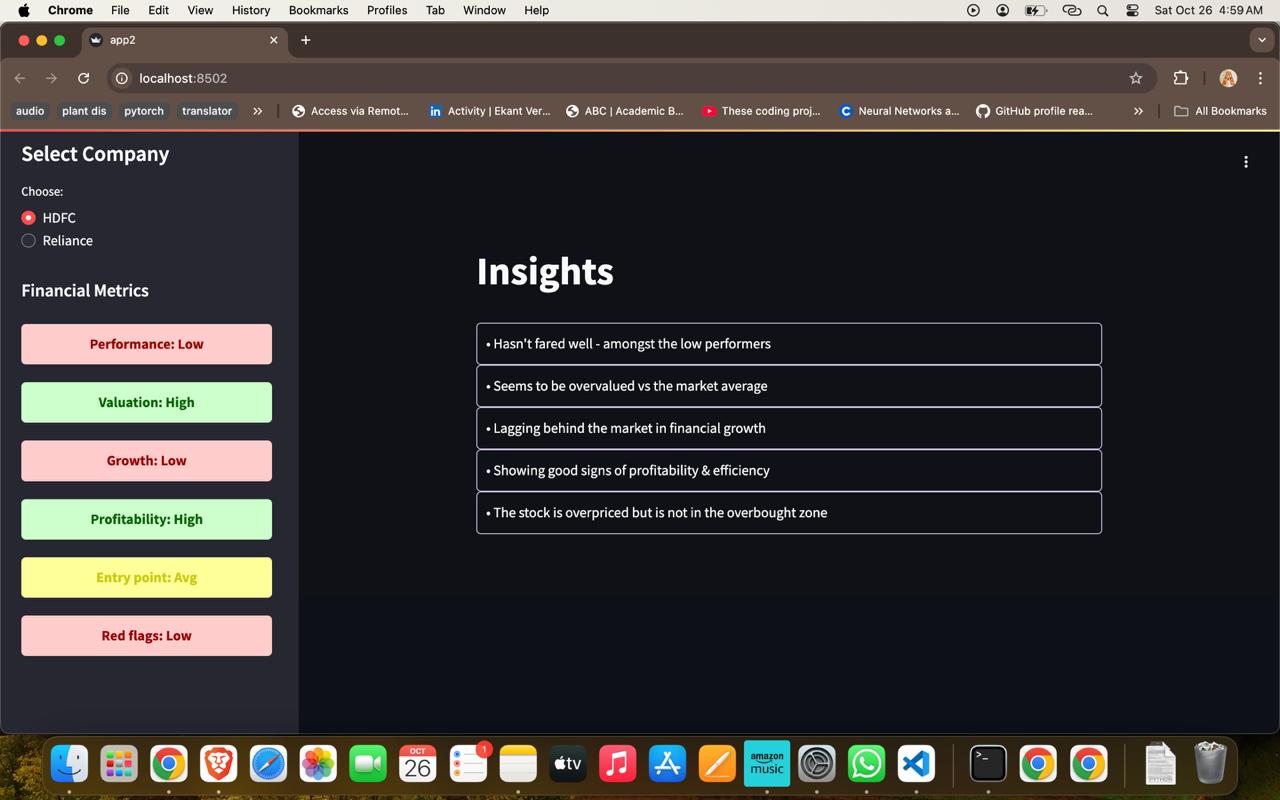 Chrome File Edit View History Bookmarks Profiles Tab Window Help Sat Oct 26 4:59 AM
app2
localhost:8502
audio plant dis pytorch translator Access via Remot... Activity | Ekant Ver... ABC | Academic B... These coding proj... Neural Networks a... GitHub profile rea... All Bookmarks
Select Company
Choose:
HDFC
Reliance
Financial Metrics
Performance: Low
Valuation: High
Growth: Low
Profitability: High
Entry point: Avg
Red flags: Low
Insights
• Hasn't fared well - amongst the low performers
• Seems to be overvalued vs the market average
• Lagging behind the market in financial growth
• Showing good signs of profitability & efficiency
• The stock is overpriced but is not in the overbought zone
OCT
26
1
tv
amazon
music
>_
PYTHON